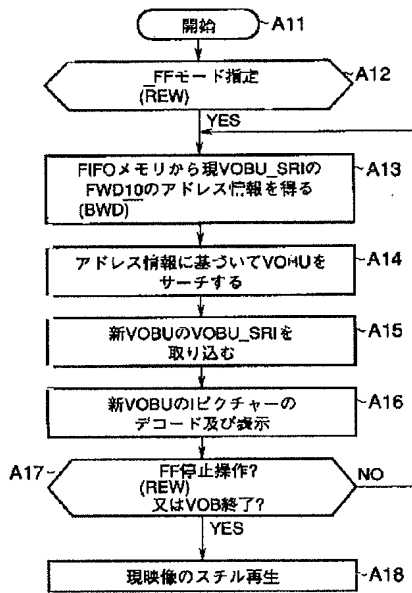 開始
A11
FFモード指定
(REW)
A12
YES
FIFOメモリから現VOBU_SRIの
FWD10のアドレス情報を得る
(BWD)
A13
アドレス情報に基づいてVOBUを
サーチする
A14
新VOBUのVOBU_SRIを
取り込む
A15
新VOBUのIピクチャーの
デコード及び表示
A16
A17
FF停止操作?
(REW)
又はVOB終了?
NO
YES
現映像のスチル再生
A18